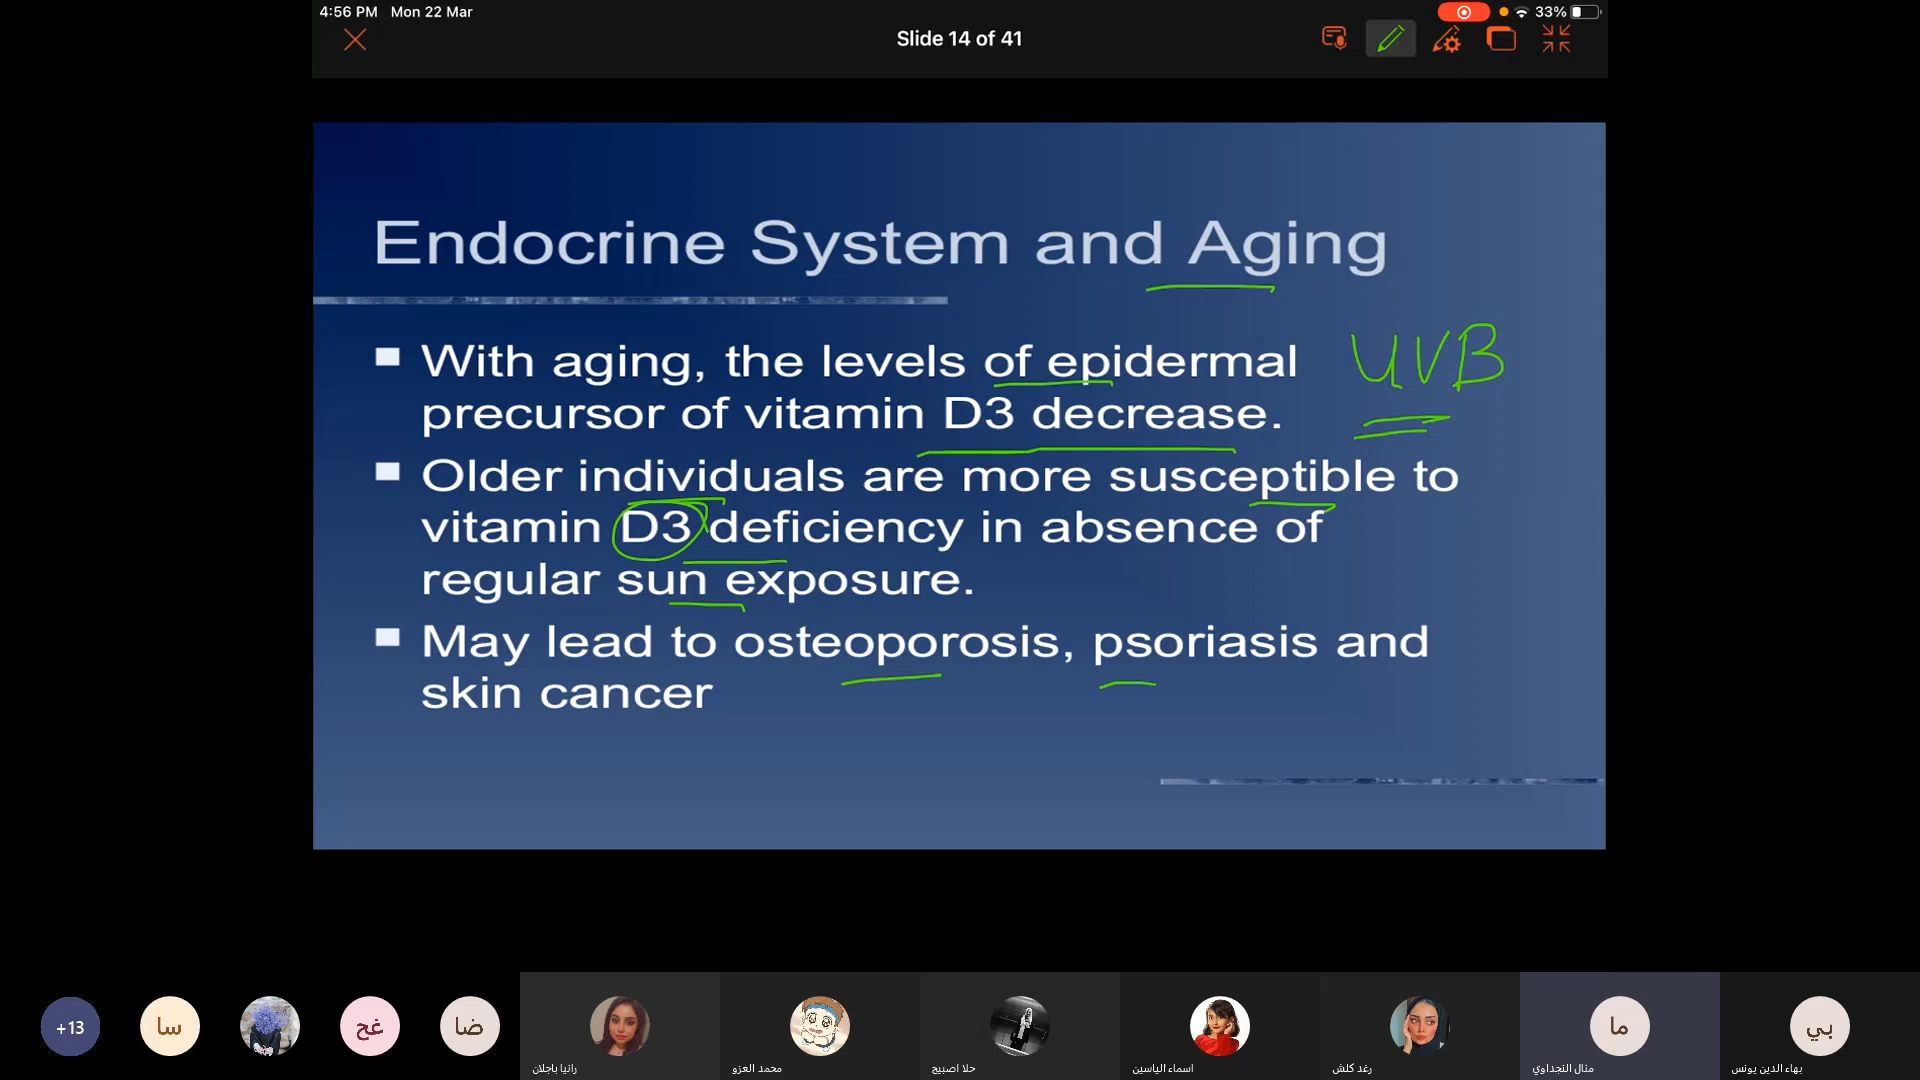 4:56 PM Mon 22 Mar
33%
Slide 14 of 41
Endocrine System and Aging
With aging, the levels of epidermal
precursor of vitamin D3 decrease.
UVB
Older individuals are more susceptible to
vitamin D3 deficiency in absence of
regular sun exposure.
May lead to osteoporosis, psoriasis and
skin cancer
+13
سا
غح
ضا
ما
بي
رانيا باجلان
محمد العزو
حلا اصبيح
اسماء الياسين
رغد كلش
منال النجداوي
بهاء الدين يونس